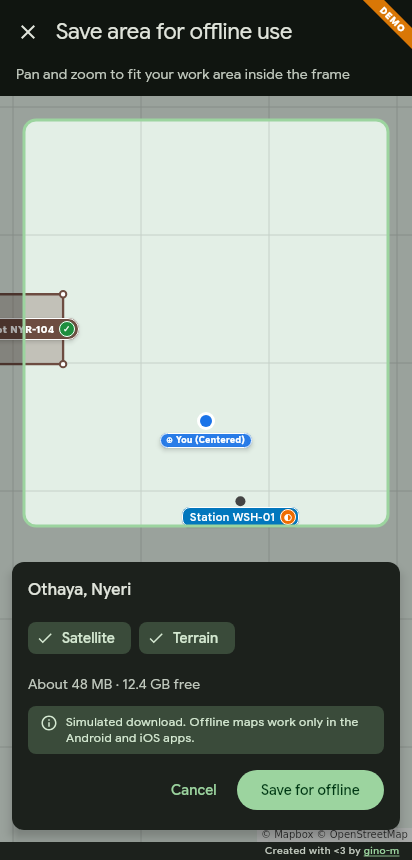 Save area for offline use
DEMO
Pan and zoom to fit your work area inside the frame
NYR-104
You (Centered)
Station WSH-01
Othaya, Nyeri
Satellite
Terrain
About 48 MB · 12.4 GB free
Simulated download. Offline maps work only in the
Android and iOS apps.
Cancel
Save for offline
© Mapbox © OpenStreetMap
Created with <3 by gino-m